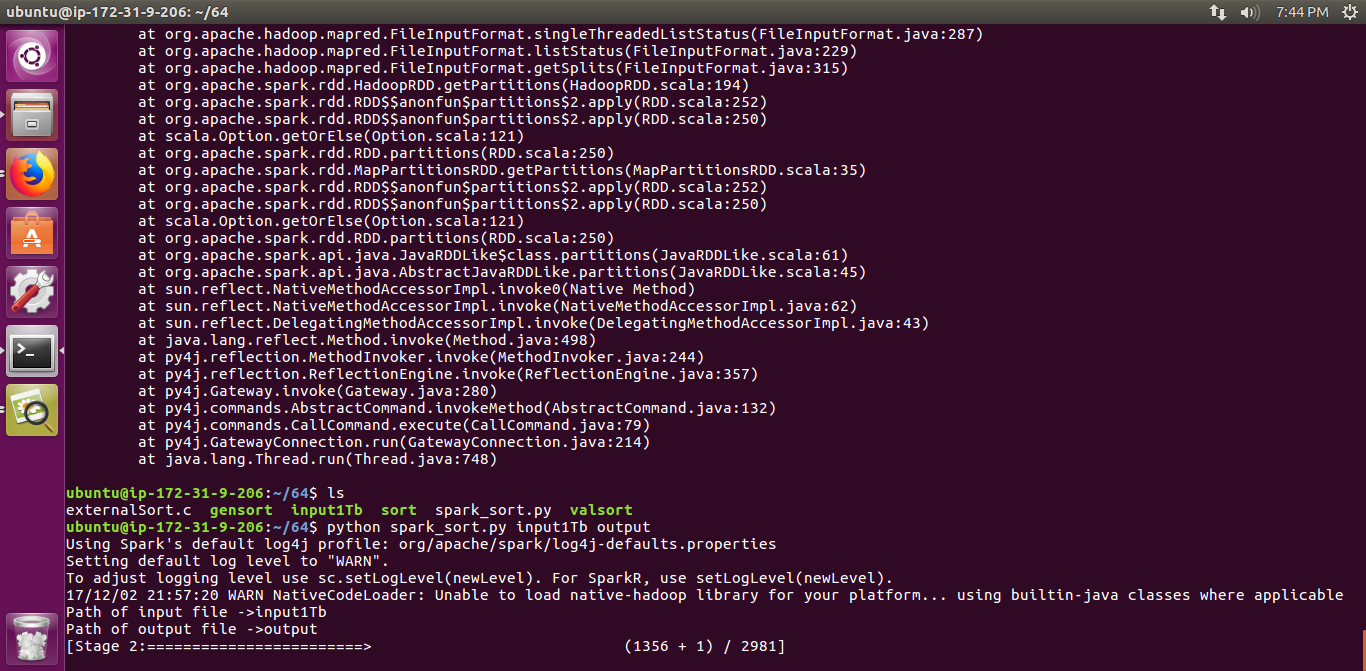 ubuntu@ip-172-31-9-206: ~/64
7:44 PM
at org.apache.hadoop.mapred.FileInputFormat.singleThreadedListStatus(FileInputFormat.java:287)
at org.apache.hadoop.mapred.FileInputFormat.listStatus(FileInputFormat.java:229)
at org.apache.hadoop.mapred.FileInputFormat.getSplits(FileInputFormat.java:315)
at org.apache.spark.rdd.HadoopRDD.getPartitions(HadoopRDD.scala:194)
at org.apache.spark.rdd.RDD$$anonfun$partitions$2.apply(RDD.scala:252)
at org.apache.spark.rdd.RDD$$anonfun$partitions$2.apply(RDD.scala:250)
at scala.Option.getOrElse(Option.scala:121)
at org.apache.spark.rdd.RDD.partitions(RDD.scala:250)
at org.apache.spark.rdd.MapPartitionsRDD.getPartitions(MapPartitionsRDD.scala:35)
at org.apache.spark.rdd.RDD$$anonfun$partitions$2.apply(RDD.scala:252)
at org.apache.spark.rdd.RDD$$anonfun$partitions$2.apply(RDD.scala:250)
at scala.Option.getOrElse(Option.scala:121)
at org.apache.spark.rdd.RDD.partitions(RDD.scala:250)
at org.apache.spark.api.java.JavaRDDLike$class.partitions(JavaRDDLike.scala:61)
at org.apache.spark.api.java.AbstractJavaRDDLike.partitions(JavaRDDLike.scala:45)
at sun.reflect.NativeMethodAccessorImpl.invoke0(Native Method)
at sun.reflect.NativeMethodAccessorImpl.invoke(NativeMethodAccessorImpl.java:62)
at sun.reflect.DelegatingMethodAccessorImpl.invoke(DelegatingMethodAccessorImpl.java:43)
at java.lang.reflect.Method.invoke(Method.java:498)
at py4j.reflection.MethodInvoker.invoke(MethodInvoker.java:244)
at py4j.reflection.ReflectionEngine.invoke(ReflectionEngine.java:357)
at py4j.Gateway.invoke(Gateway.java:280)
at py4j.commands.AbstractCommand.invokeMethod(AbstractCommand.java:132)
at py4j.commands.CallCommand.execute(CallCommand.java:79)
at py4j.GatewayConnection.run(GatewayConnection.java:214)
at java.lang.Thread.run(Thread.java:748)
ubuntu@ip-172-31-9-206:~/64$ ls
externalSort.c  gensort  input1Tb  sort  spark_sort.py  valsort
ubuntu@ip-172-31-9-206:~/64$ python spark_sort.py input1Tb output
Using Spark's default log4j profile: org/apache/spark/log4j-defaults.properties
Setting default log level to "WARN".
To adjust logging level use sc.setLogLevel(newLevel). For SparkR, use setLogLevel(newLevel).
17/12/02 21:57:20 WARN NativeCodeLoader: Unable to load native-hadoop library for your platform... using builtin-java classes where applicable
Path of input file ->input1Tb
Path of output file ->output
[Stage 2:========================>                            (1356 + 1) / 2981]